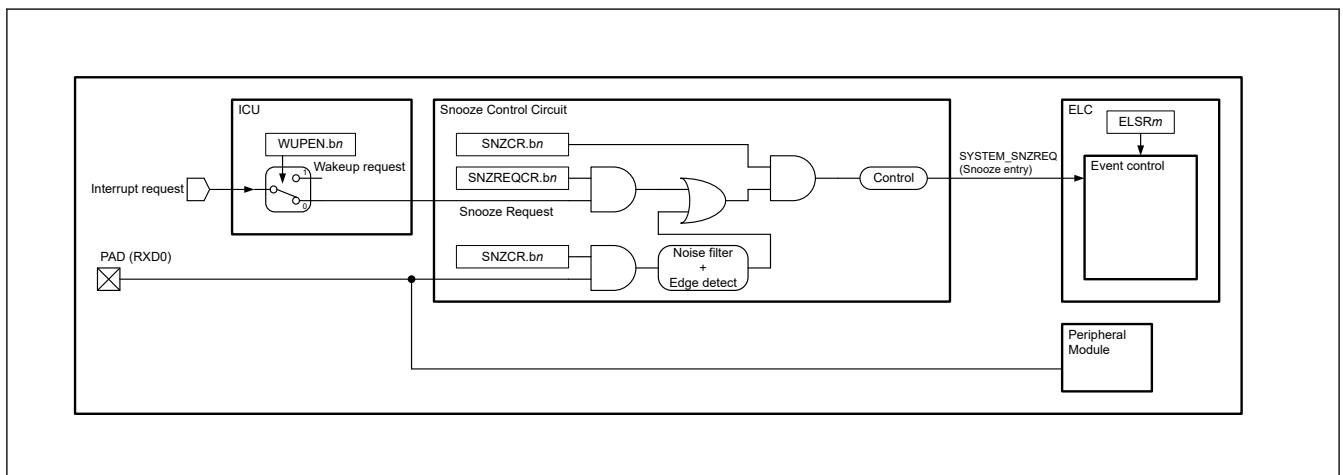 ICU
WUPEN.bn
1
Wakeup request
Interrupt request
0
Snooze Control Circuit
SNZCR.bn
SNZREQCR.bn
Snooze Request
SNZCR.bn
Noise filter
+
Edge detect
Control
SYSTEM_SNZREQ
(Snooze entry)
ELC
ELSRm
Event control
PAD (RXD0)
Peripheral
Module